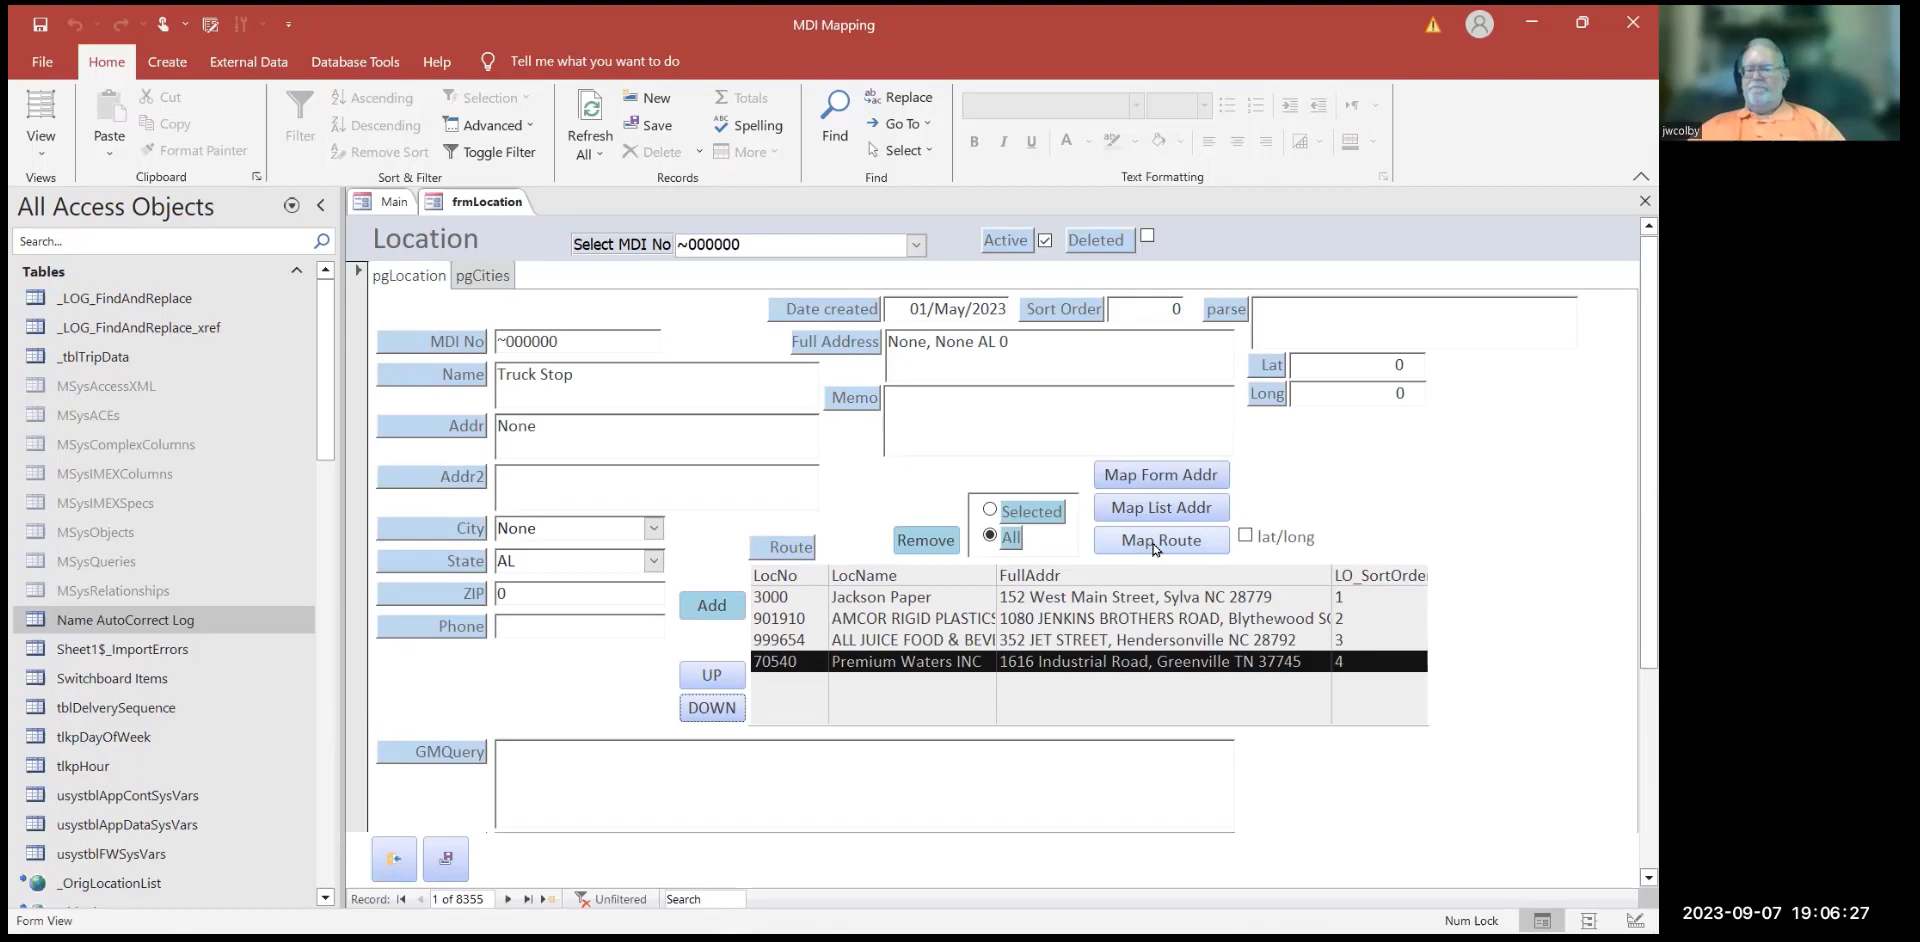 MDI Mapping
File Home Create External Data Database Tools Help Tell me what you want to do
View
Views
Paste
Cut
Copy
Format Painter
Clipboard
Filter
Ascending
Descending
Remove Sort
Selection
Advanced
Toggle Filter
Sort & Filter
Refresh
All
New
Save
Delete
Totals
Spelling
More
Records
Find
Replace
Go To
Select
Find
Text Formatting
jwcolby
All Access Objects
Search...
Tables
_LOG_FindAndReplace
_LOG_FindAndReplace_xref
_tblTripData
MSysAccessXML
MSysACEs
MSysComplexColumns
MSysIMEXColumns
MSysIMEXSpecs
MSysObjects
MSysQueries
MSysRelationships
Name AutoCorrect Log
Sheet1$_ImportErrors
Switchboard Items
tblDelverySequence
tlkpDayOfWeek
tlkpHour
usystblAppContSysVars
usystblAppDataSysVars
usystblFWSysVars
_OrigLocationList
Main frmLocation
Location Select MDI No ~000000 Active Deleted
pgLocation pgCities
Date created 01/May/2023 Sort Order 0 parse
MDI No ~000000 Full Address None, None AL 0
Lat 0
Name Truck Stop
Long 0
Memo
Addr None
Addr2
Map Form Addr
Selected Map List Addr
City None
Remove All Map Route lat/long
Route
State AL
ZIP 0
Phone
Add
UP
DOWN
LocNo LocName FullAddr LO_SortOrde
3000 Jackson Paper 152 West Main Street, Sylva NC 28779 1
901910 AMCOR RIGID PLASTICS 1080 JENKINS BROTHERS ROAD, Blythewood SC 2
999654 ALL JUICE FOOD & BEVI 352 JET STREET, Hendersonville NC 28792 3
70540 Premium Waters INC 1616 Industrial Road, Greenville TN 37745 4
GMQuery
Record: 1 of 8355 Unfiltered Search
Form View Num Lock
2023-09-07 19:06:27